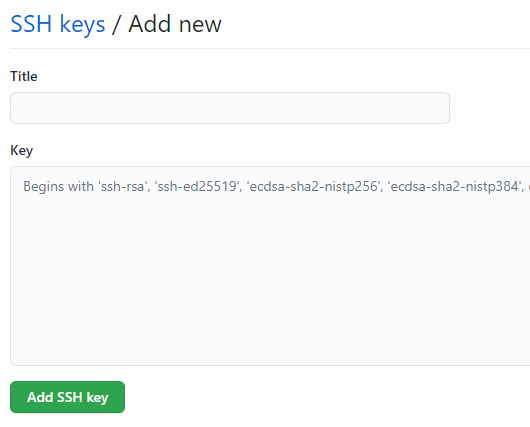 SSH keys / Add new
Title
Key
Begins with 'ssh-rsa', 'ssh-ed25519', 'ecdsa-sha2-nistp256', 'ecdsa-sha2-nistp384',
Add SSH key